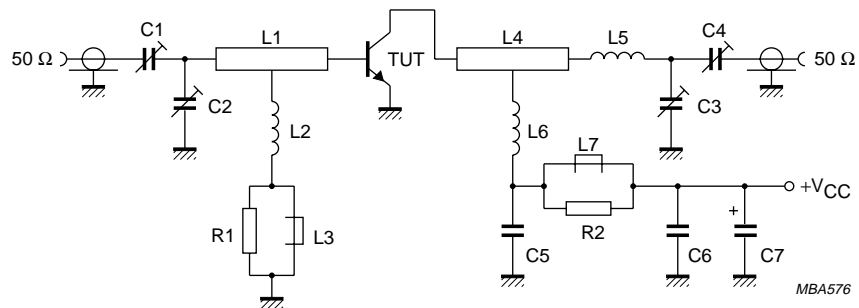 C1
L1
L4
L5
C4
50 Ω
TUT
50 Ω
C2
L2
C3
L6
L7
+VCC
R1
L3
R2
C5
C6
+
C7
MBA576